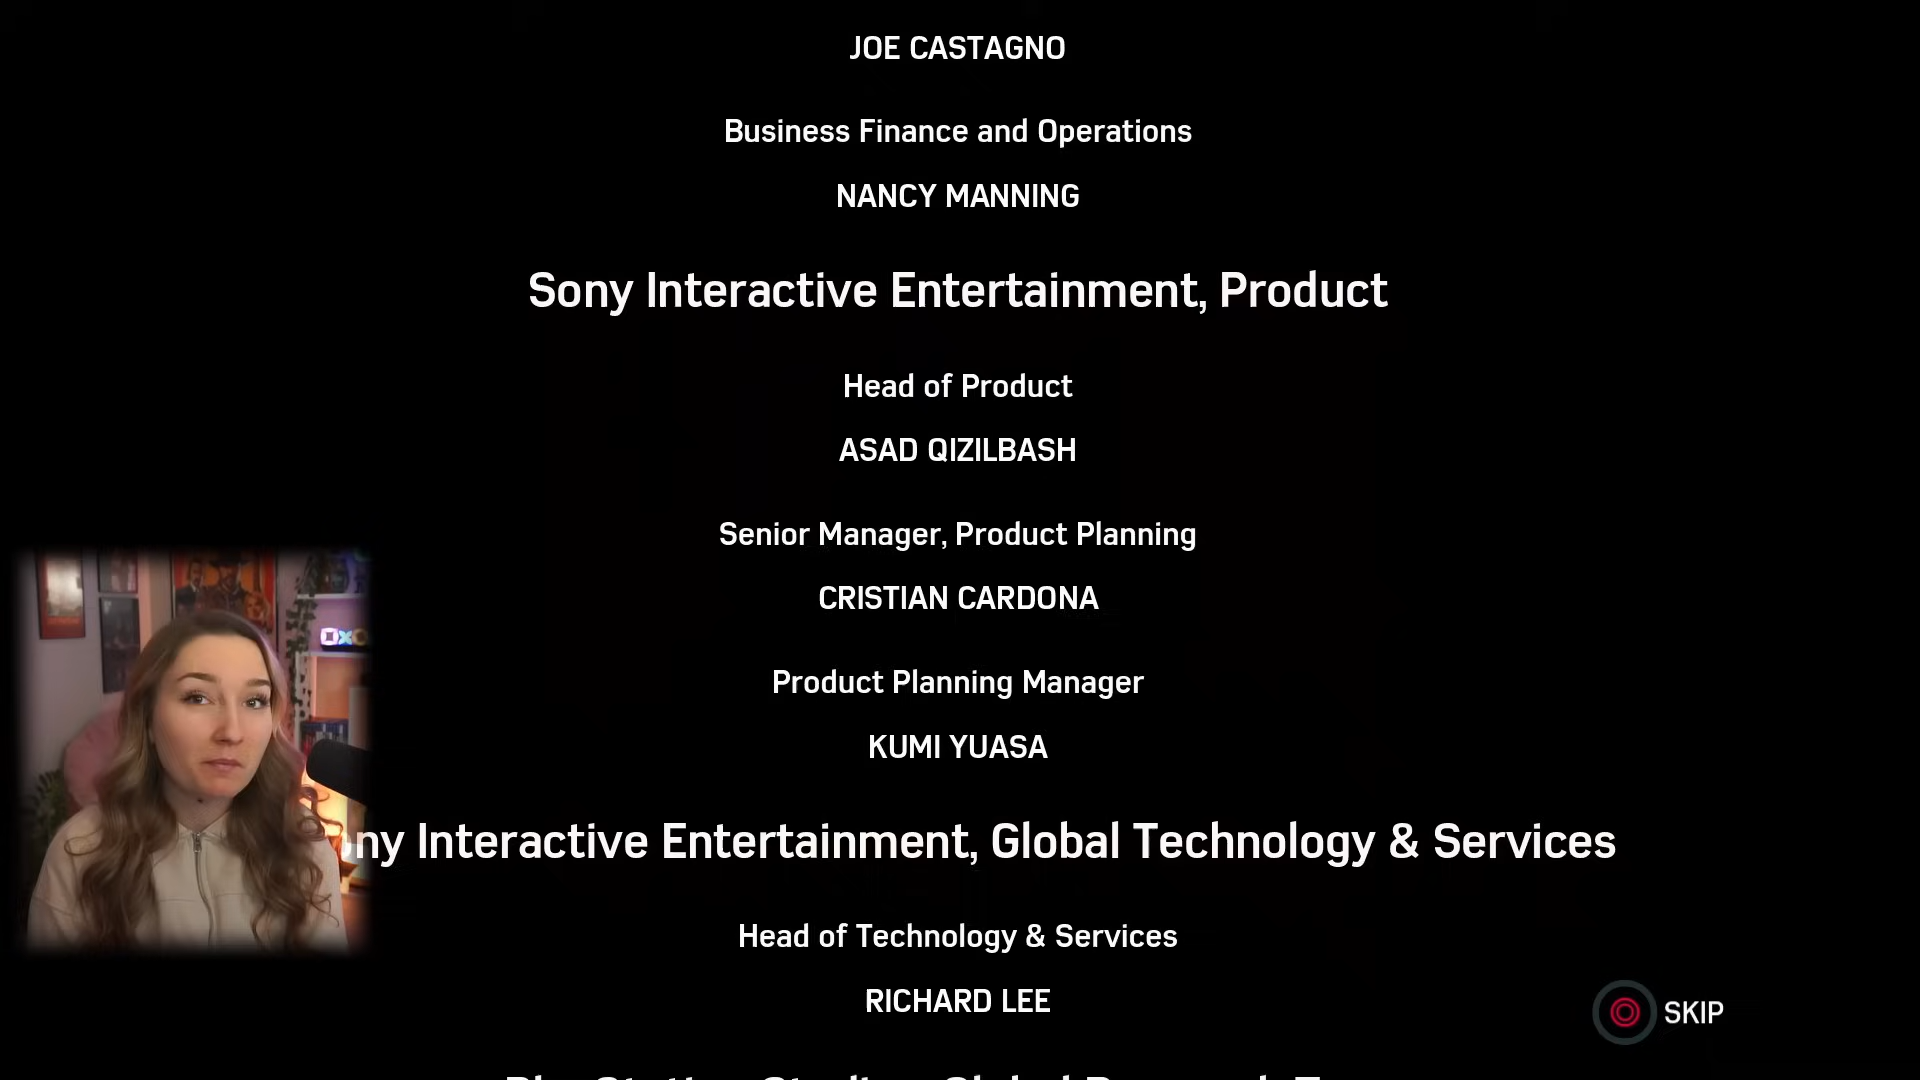 JOE CASTAGNO
Business Finance and Operations
NANCY MANNING
Sony Interactive Entertainment, Product
Head of Product
ASAD QIZILBASH
Senior Manager, Product Planning
CRISTIAN CARDONA
Product Planning Manager
KUMI YUASA
ny Interactive Entertainment, Global Technology & Services
Head of Technology & Services
RICHARD LEE
SKIP